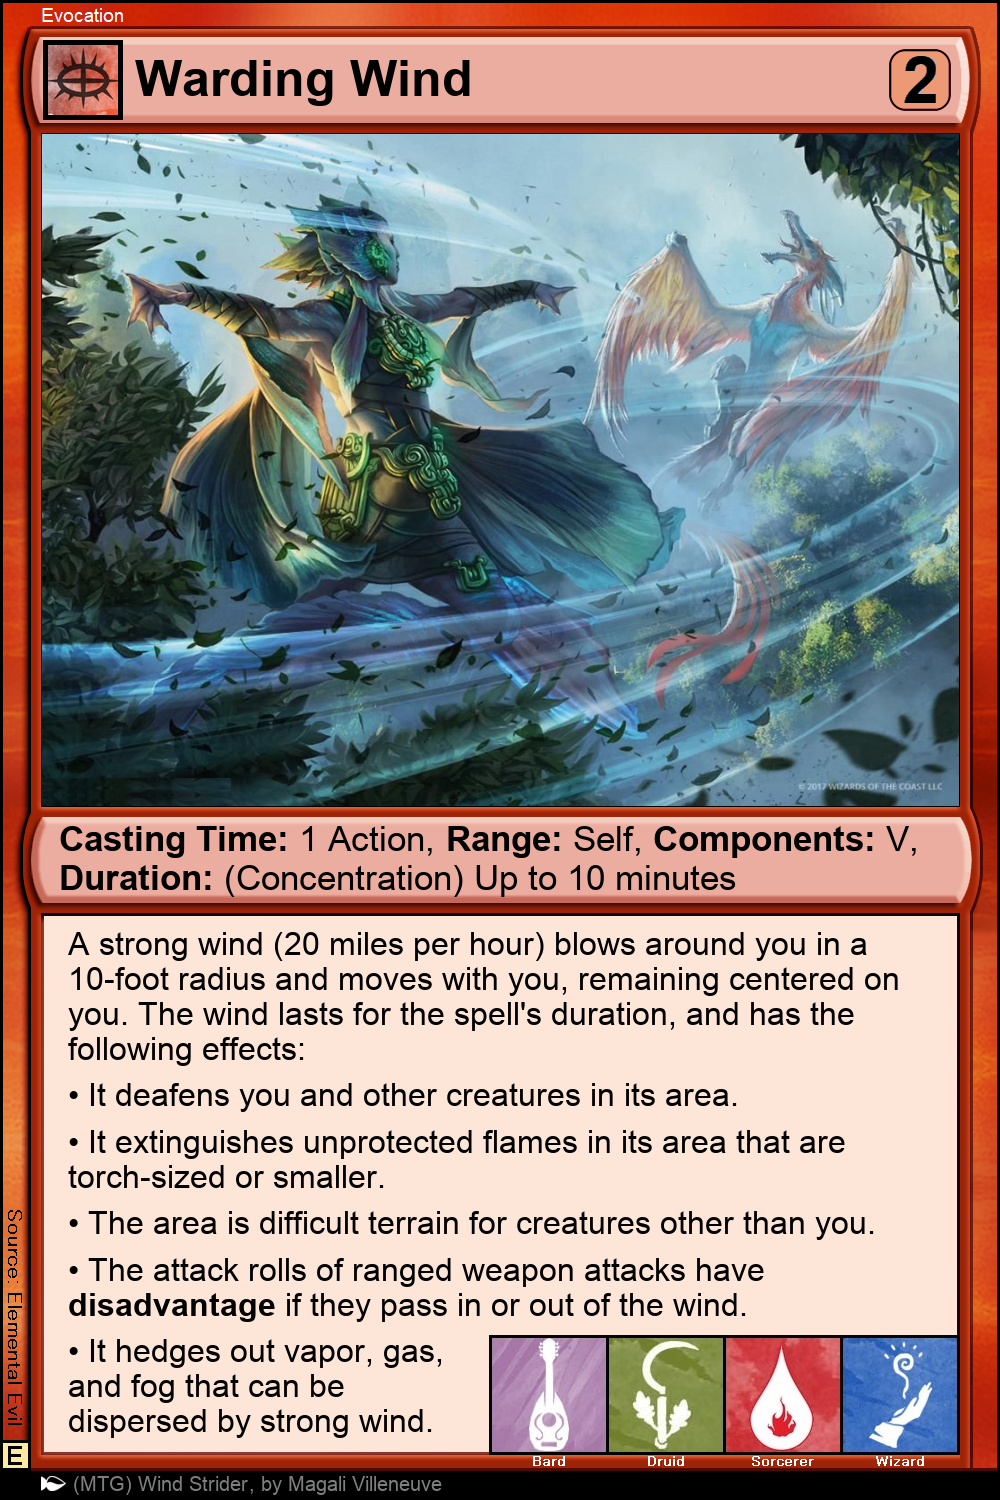 Evocation
Warding Wind
2
© 2017 WIZARDS OF THE COAST LLC
Casting Time: 1 Action, Range: Self, Components: V,
Duration: (Concentration) Up to 10 minutes
A strong wind (20 miles per hour) blows around you in a
10-foot radius and moves with you, remaining centered on
you. The wind lasts for the spell's duration, and has the
following effects:
• It deafens you and other creatures in its area.
• It extinguishes unprotected flames in its area that are
torch-sized or smaller.
• The area is difficult terrain for creatures other than you.
• The attack rolls of ranged weapon attacks have
disadvantage if they pass in or out of the wind.
• It hedges out vapor, gas,
and fog that can be
dispersed by strong wind.
Bard
Druid
Sorcerer
Wizard
Source: Elemental Evil
E
(MTG) Wind Strider, by Magali Villeneuve